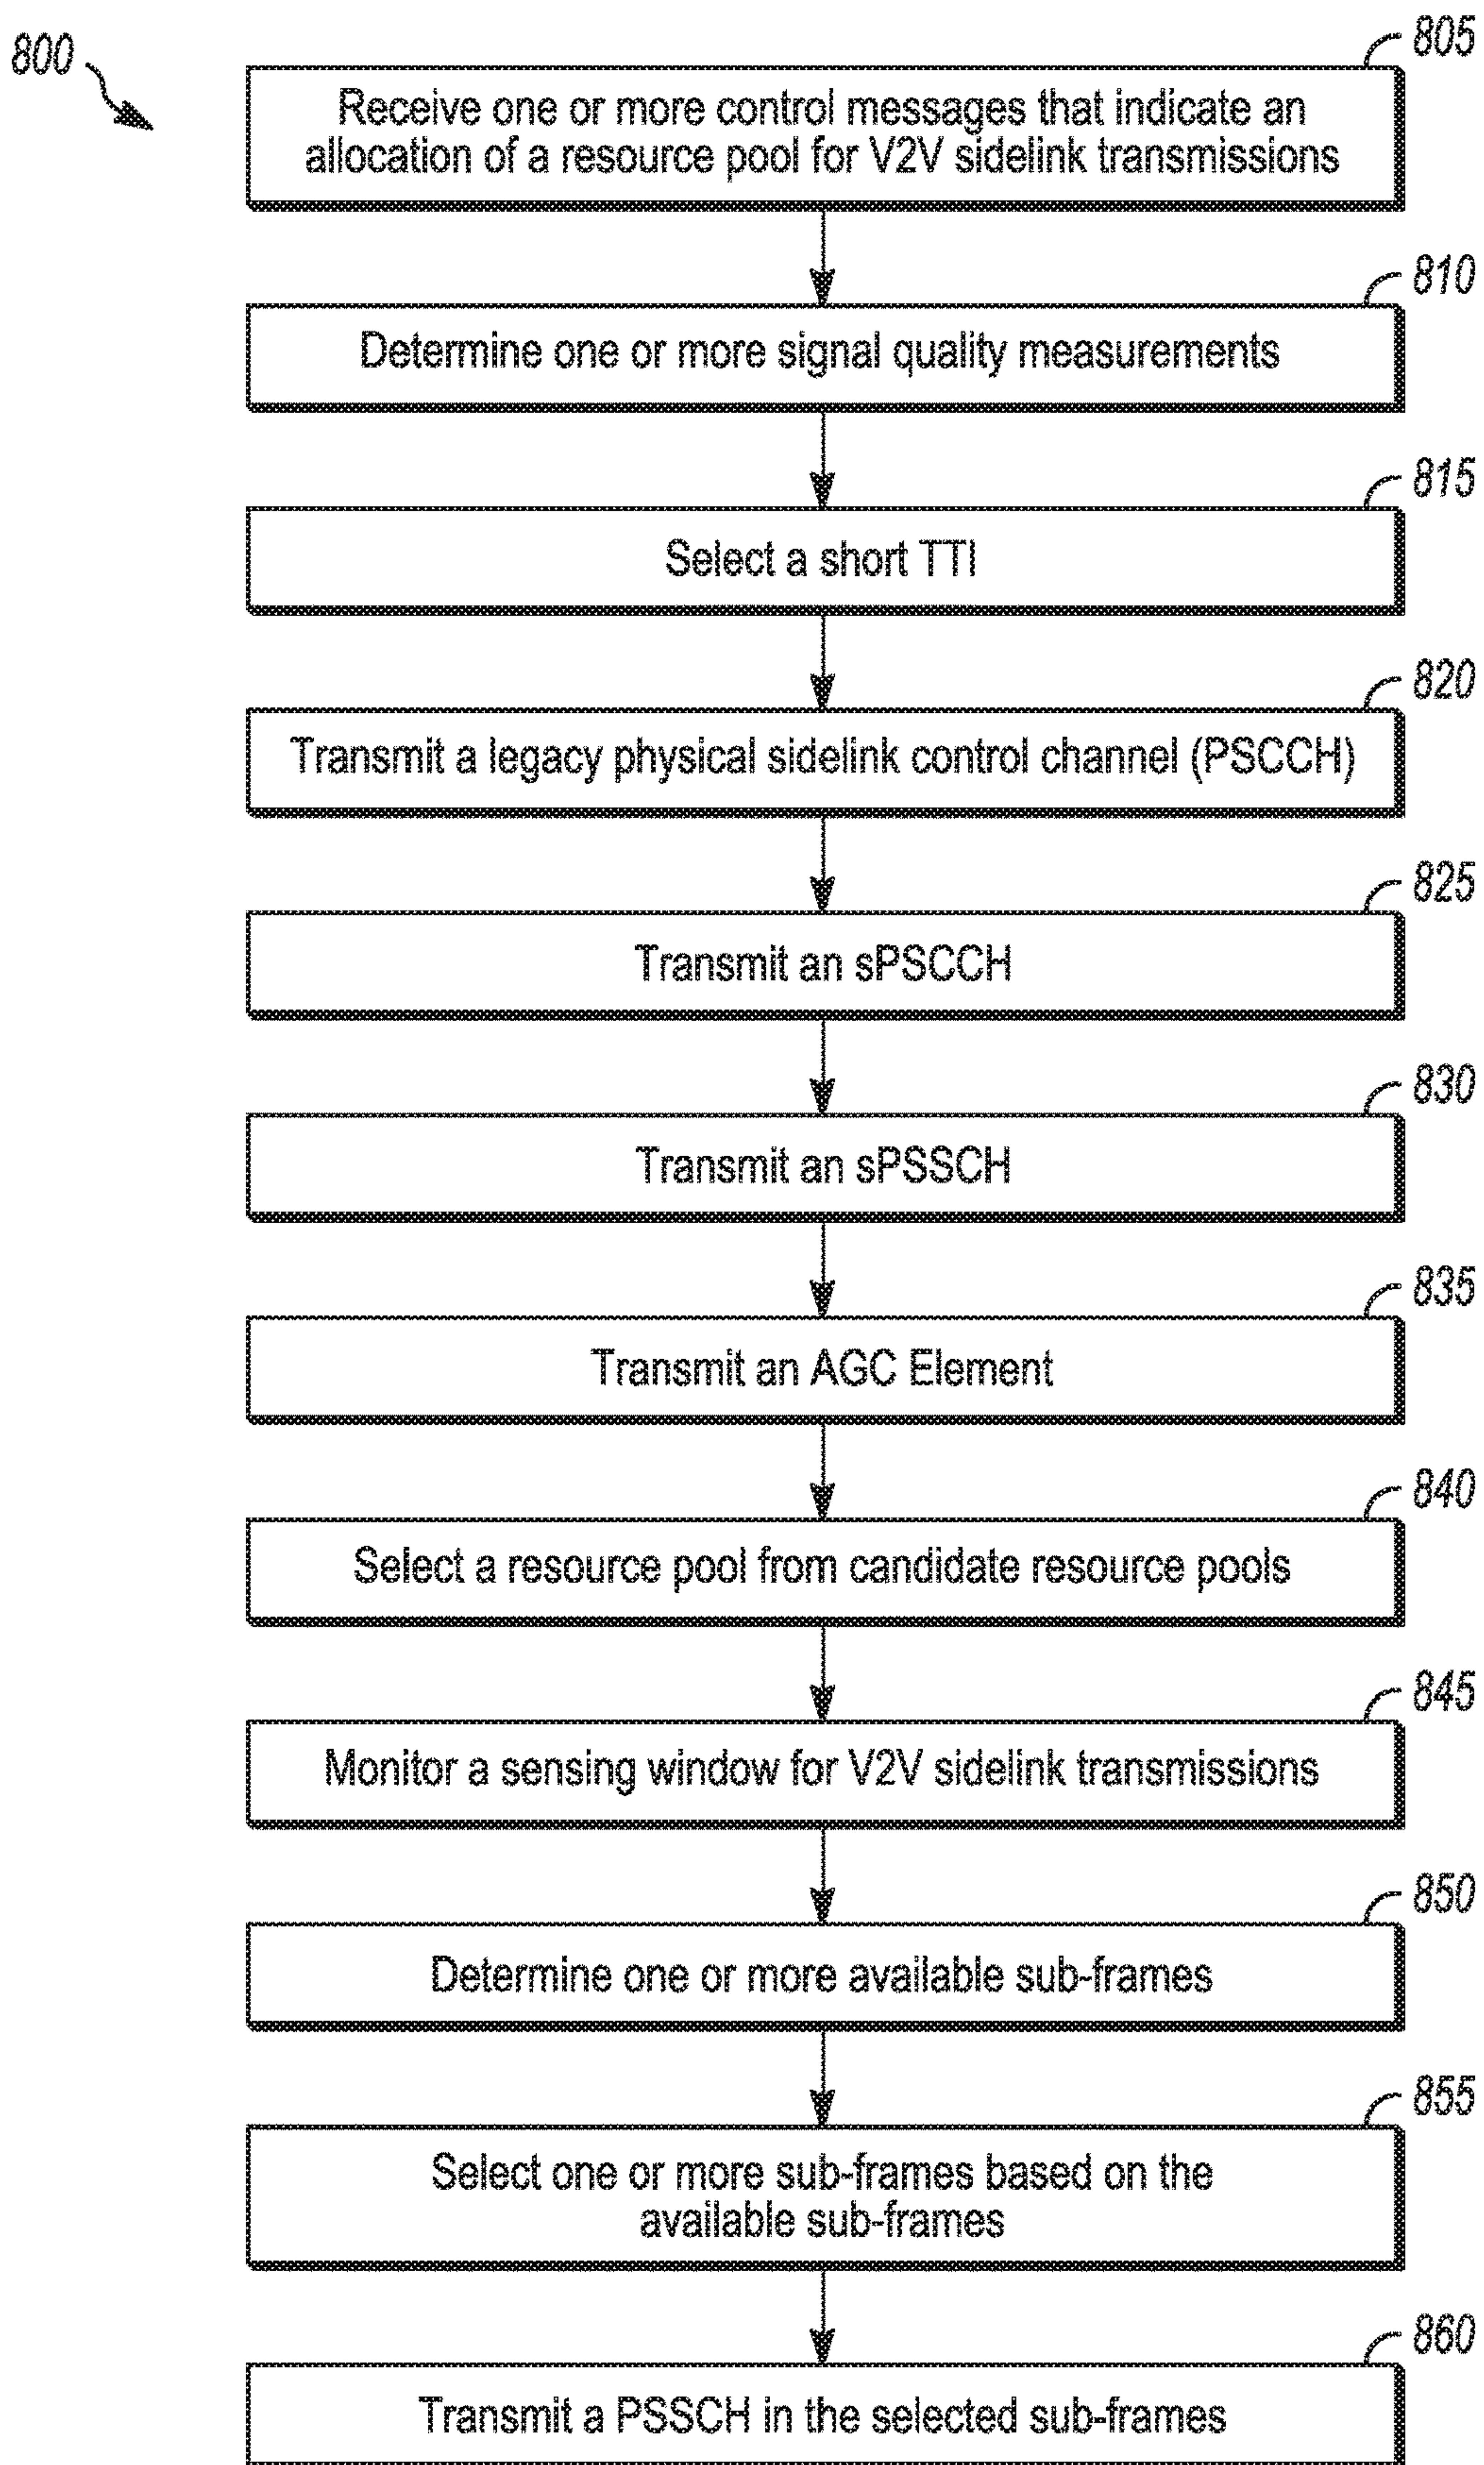 800
805
Receive one or more control messages that indicate an
allocation of a resource pool for V2V sidelink transmissions
810
Determine one or more signal quality measurements
815
Select a short TTI
820
Transmit a legacy physical sidelink control channel (PSCCH)
825
Transmit an sPSCCH
830
Transmit an sPSSCH
835
Transmit an AGC Element
840
Select a resource pool from candidate resource pools
845
Monitor a sensing window for V2V sidelink transmissions
850
Determine one or more available sub-frames
855
Select one or more sub-frames based on the
available sub-frames
860
Transmit a PSSCH in the selected sub-frames